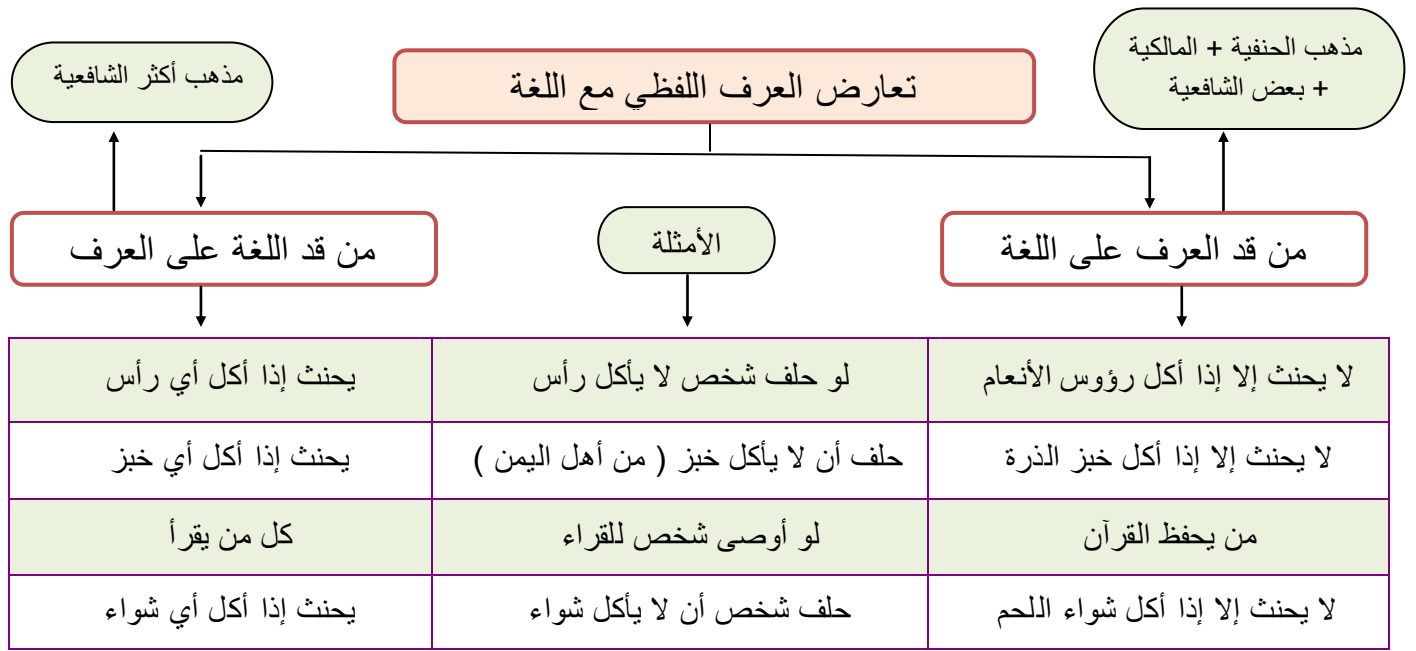 مذهب الحنفية + المالكية
+ بعض الشافعية
تعارض العرف اللفظي مع اللغة
مذهب أكثر الشافعية
من قد العرف على اللغة
الأمثلة
من قد اللغة على العرف
لا يحنث إلا إذا أكل رؤوس الأنعام
لو حلف شخص لا يأكل رأس
يحنث إذا أكل أي رأس
لا يحنث إلا إذا أكل خبز الذرة
حلف أن لا يأكل خبز ( من أهل اليمن )
يحنث إذا أكل أي خبز
من يحفظ القرآن
لو أوصى شخص للقراء
كل من يقرأ
لا يحنث إلا إذا أكل شواء اللحم
حلف شخص أن لا يأكل شواء
يحنث إذا أكل أي شواء